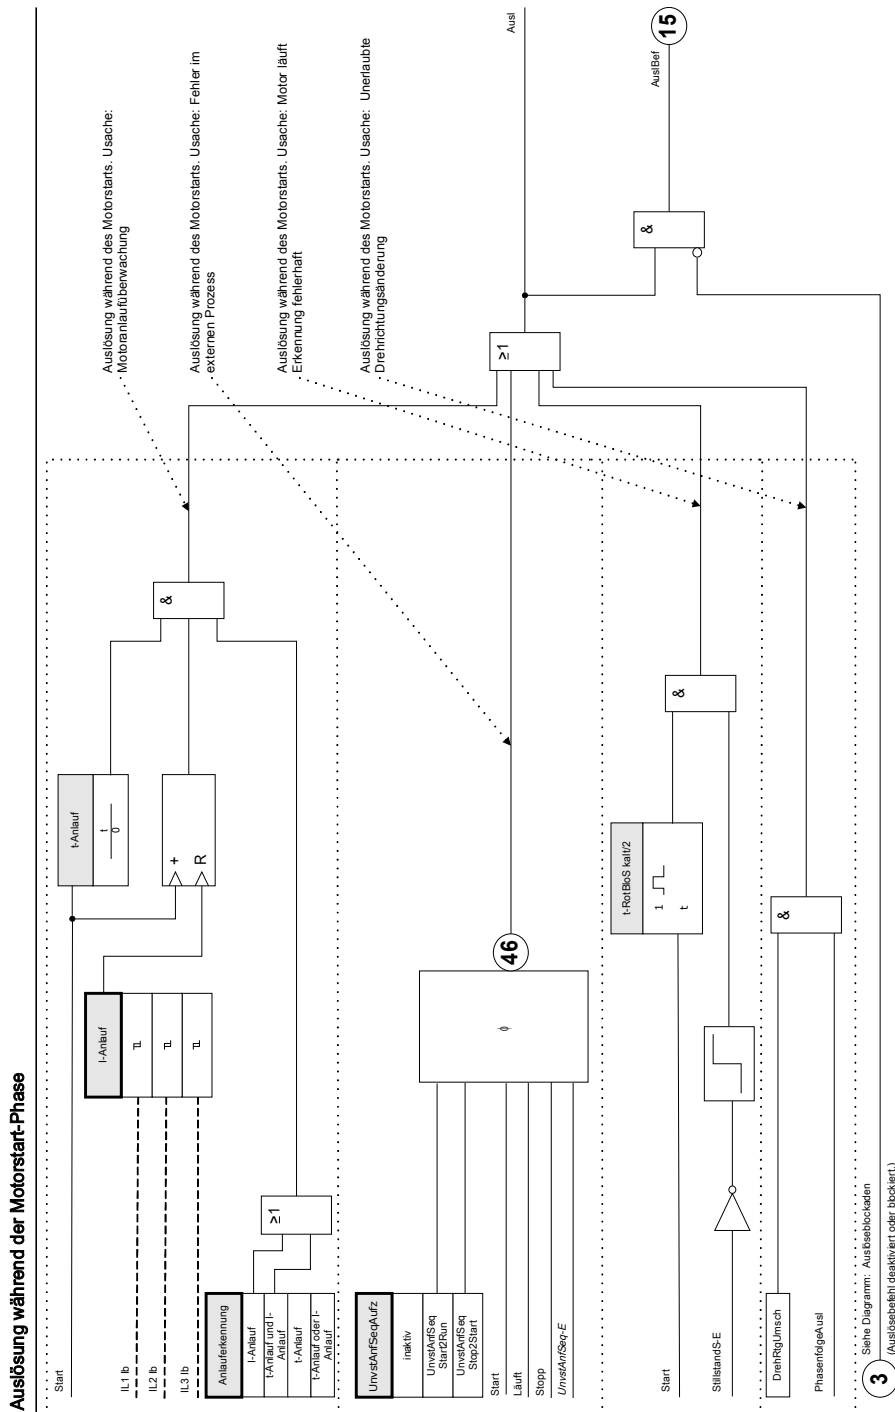 Auslösung während der Motorstart-Phase
Start
IL1 Ib
IL2 Ib
IL3 Ib
I-Anlauf
t-Anlauf
t
0
+
R
&
Anlauferkennung
I-Anlauf
t-Anlauf und I-
Anlauf
t-Anlauf
t-Anlauf oder I-
Anlauf
≥1
Auslösung während des Motorstarts. Usache:
Motoranlaufüberwachung
UnvstAnfSeqAufz
inaktiv
UnvstAnfSeq
Start2Run
UnvstAnfSeq
Stop2Start
Start
Läuft
Stopp
UnvstAnfSeq-E
φ
46
Auslösung während des Motorstarts. Usache: Fehler im
externen Prozess
Start
t-RotBloS kalt/2
1
t
StillstandS-E
&
Auslösung während des Motorstarts. Usache: Motor läuft
Erkennung fehlerhaft
DrehRtgUmsch
PhasenfolgeAusl
&
Auslösung während des Motorstarts. Usache: Unerlaubte
Drehrichtungsänderung
≥1
Ausl
&
AuslBef
15
3
Siehe Diagramm: Auslöseblockaden
(Auslösebefehl deaktiviert oder blockiert.)